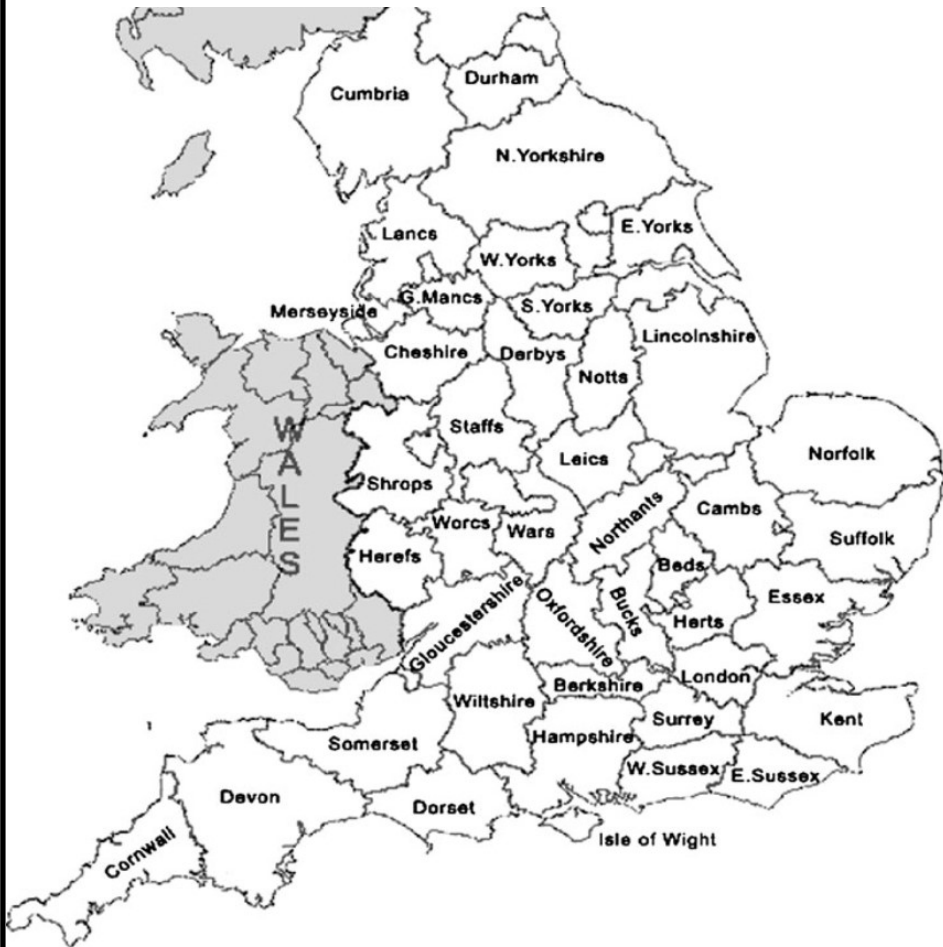 Durham
Cumbria
N.Yorkshire
E.Yorks
Lancs
W.Yorks
G.Mancs
S.Yorks
Merseyside
Lincolnshire
Cheshire
Derbys
Notts
WALES
Staffs
Norfolk
Leics
Shrops
Northants
Cambs
Worcs
Wars
Suffolk
Herefs
Beds
Essex
Gloucestershire
Oxfordshire
Bucks
Herts
London
Berkshire
Wiltshire
Surrey
Kent
Somerset
Hampshire
W.Sussex
E.Sussex
Devon
Dorset
Isle of Wight
Cornwall